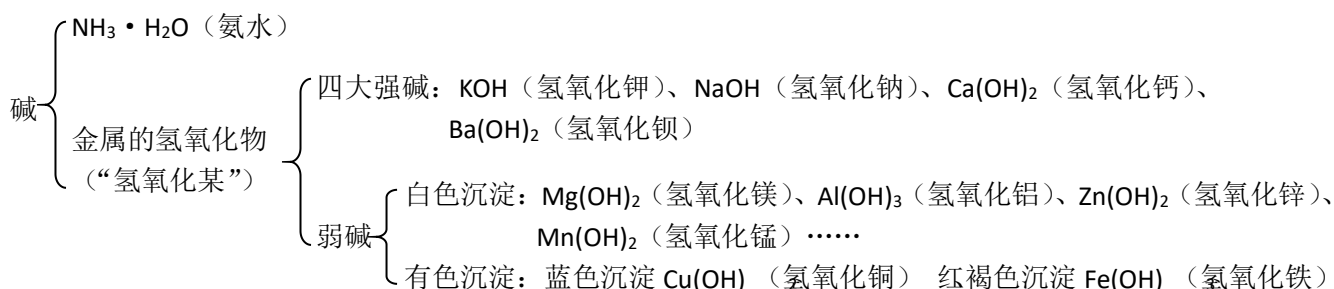 NH₃·H₂O（氨水）
四大强碱：KOH（氢氧化钾）、NaOH（氢氧化钠）、Ca(OH)₂（氢氧化钙）、
碱
Ba(OH)₂（氢氧化钡）
金属的氢氧化物
（“氢氧化某”）
白色沉淀：Mg(OH)₂（氢氧化镁）、Al(OH)₃（氢氧化铝）、Zn(OH)₂（氢氧化锌）、
弱碱
Mn(OH)₂（氢氧化锰）……
有色沉淀：蓝色沉淀 Cu(OH) （氢氧化铜） 红褐色沉淀 Fe(OH) （氢氧化铁）